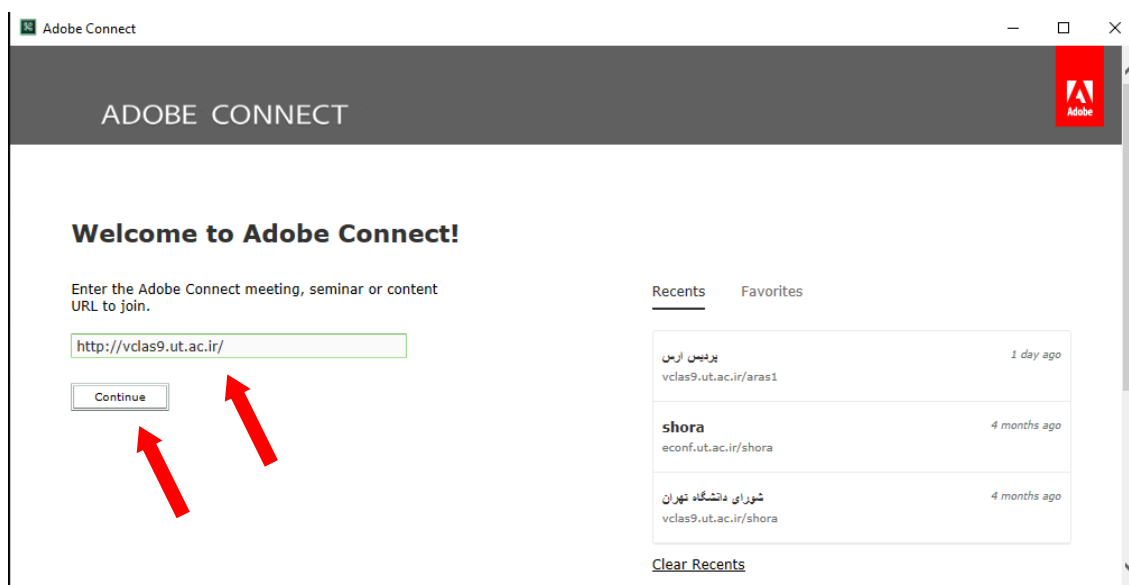 Adobe Connect
Adobe
ADOBE CONNECT
Welcome to Adobe Connect!
Enter the Adobe Connect meeting, seminar or content
URL to join.
http://vclas9.ut.ac.ir/
Continue
Recents Favorites
پردیس ارس 1 day ago
vclas9.ut.ac.ir/aras1
shora 4 months ago
econf.ut.ac.ir/shora
شورای دانشگاه تهران 4 months ago
vclas9.ut.ac.ir/shora
Clear Recents